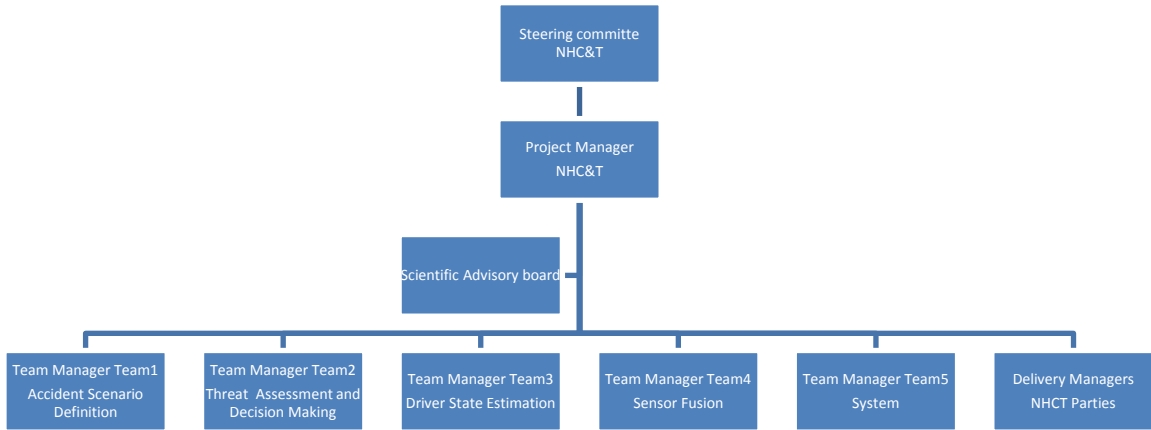 Steering committe
NHC&T
Project Manager
NHC&T
Scientific Advisory board
Team Manager Team1
Accident Scenario
Definition
Team Manager Team2
Threat Assessment and
Decision Making
Team Manager Team3
Driver State Estimation
Team Manager Team4
Sensor Fusion
Team Manager Team5
System
Delivery Managers
NHCT Parties